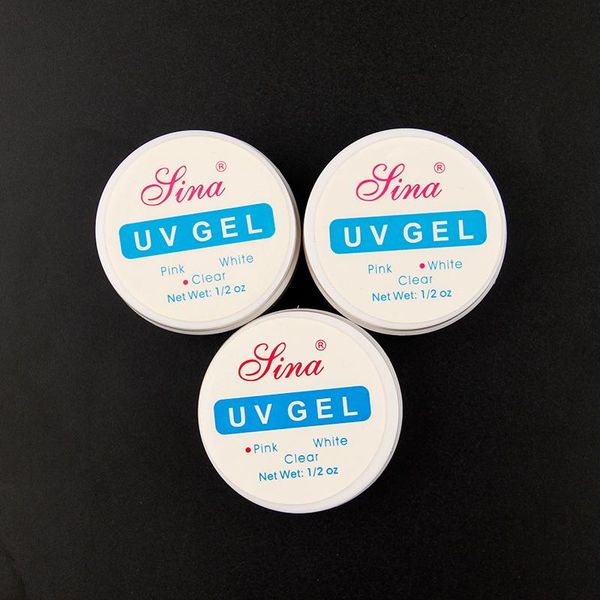 Sina®
UV GEL
Pink White
• Clear
Net Wet: 1/2 oz
Sina®
UV GEL
Pink • White
Clear
Net Wet: 1/2 oz
Sina®
UV GEL
• Pink White
Clear
Net Wet: 1/2 oz